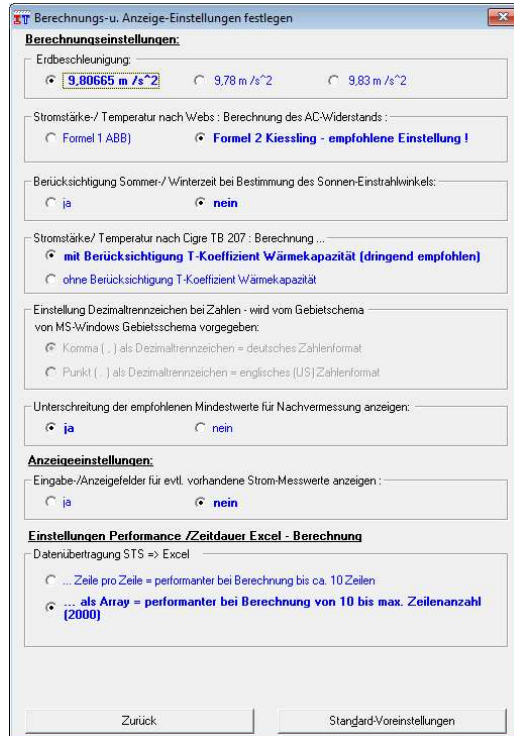 Berechnungs-u. Anzeige-Einstellungen festlegen
Berechnungseinstellungen:
Erdbeschleunigung:
9,80665 m /s^2 9,78 m/s^2 9,83 m/s^2
Stromstärke-/ Temperatur nach Webs : Berechnung des AC-Widerstands :
Formel 1 ABB) Formel 2 Kiessling - empfohlene Einstellung !
Berücksichtigung Sommer-/ Winterzeit bei Bestimmung des Sonnen-Einstrahlwinkels:
ja nein
Stromstärke/ Temperatur nach Cigre TB 207 : Berechnung ...
mit Berücksichtigung T-Koeffizient Wärmekapazität (dringend empfohlen)
ohne Berücksichtigung T-Koeffizient Wärmekapazität
Einstellung Dezimaltrennzeichen bei Zahlen - wird vom Gebietschema
von MS-Windows Gebietsschema vorgegeben:
Komma ( , ) als Dezimaltrennzeichen = deutsches Zahlenformat
Punkt ( . ) als Dezimaltrennzeichen = englisches (US) Zahlenformat
Unterschreitung der empfohlenen Mindestwerte für Nachvermessung anzeigen:
ja nein
Anzeigeeinstellungen:
Eingabe-/Anzeigefelder für evtl. vorhandene Strom-Messwerte anzeigen :
ja nein
Einstellungen Performance /Zeitdauer Excel - Berechnung
Datenübertragung STS => Excel
... Zeile pro Zeile = performanter bei Berechnung bis ca. 10 Zeilen
... als Array = performanter bei Berechnung von 10 bis max. Zeilenanzahl
(2000)
Zurück Standard-Voreinstellungen